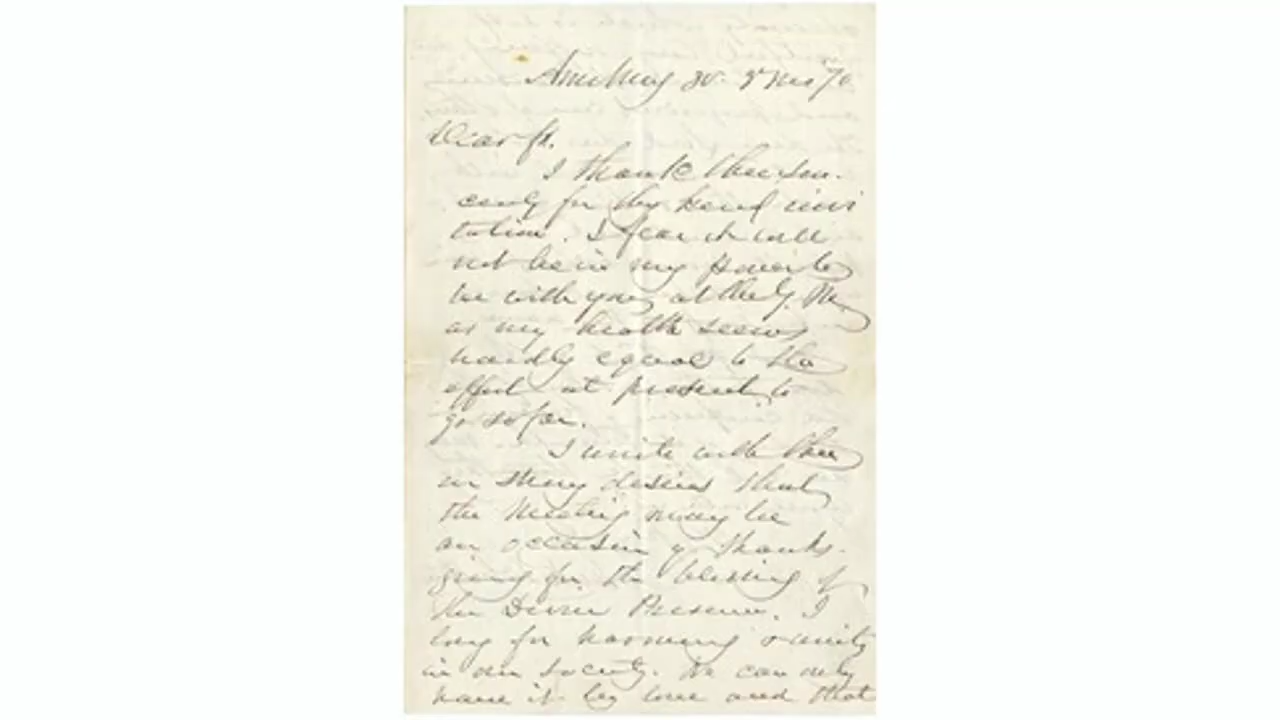 Amesbury 30. 3 mo 70
Dear fr.
I thank thee sin-
cerely for thy kind invi
tation. I fear it will
not be in my power to
be with you at the Y. M.
as my health seems
hardly equal to the
effort at present to
go so far.
I unite with thee
in strong desires that
the Meeting may be
an occasion of thanks-
giving for the blessing of
the Divine Presence. I
long for harmony & unity
in our society. We can only
have it by love and that